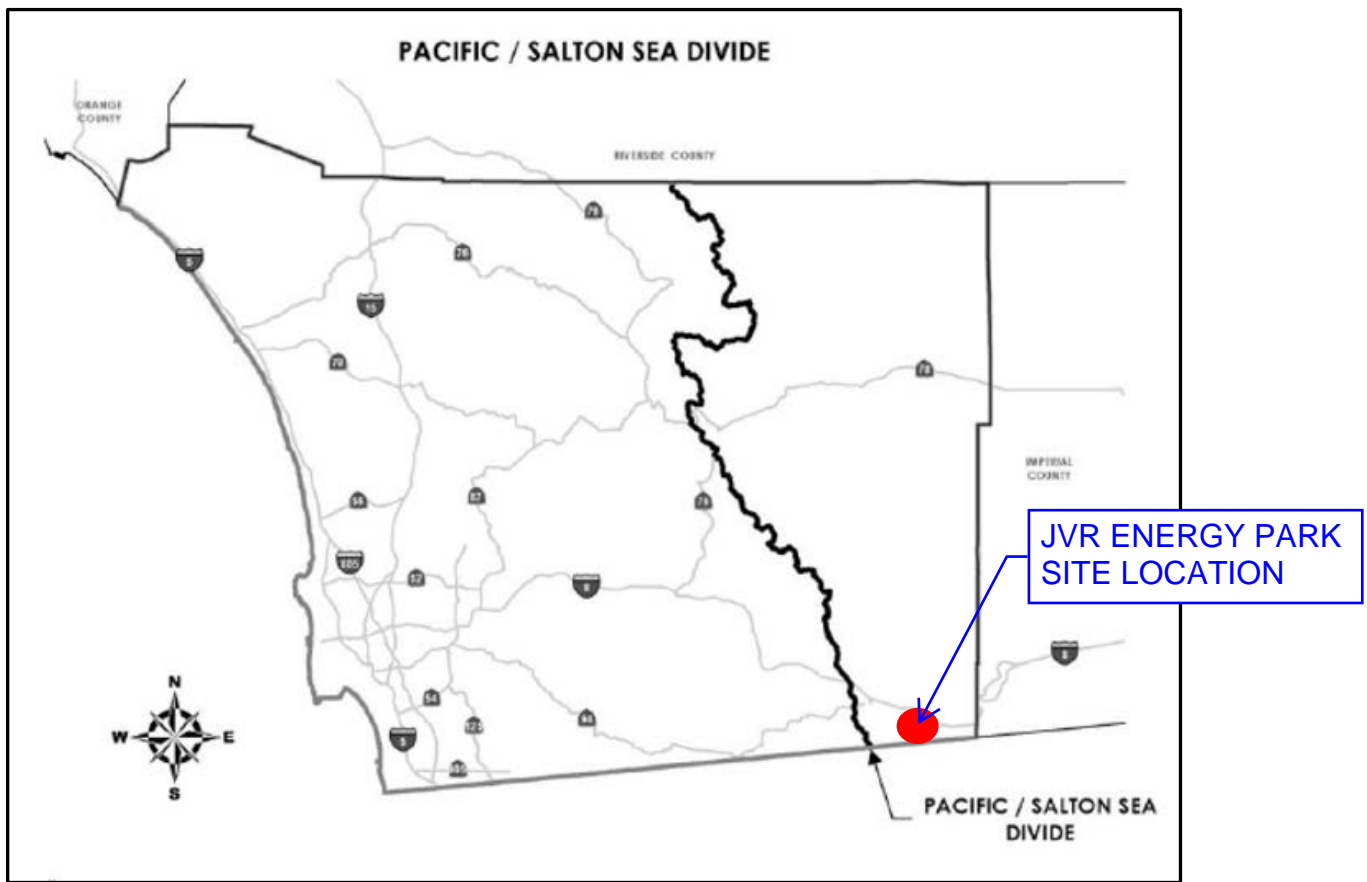 PACIFIC / SALTON SEA DIVIDE
ORANGE
COUNTY
RIVERSIDE COUNTY
79
76
5
15
78
78
IMPERIAL
COUNTY
56
67
79
JVR ENERGY PARK
SITE LOCATION
805
52
8
8
N
W
E
S
54
94
125
5
PACIFIC / SALTON SEA
DIVIDE